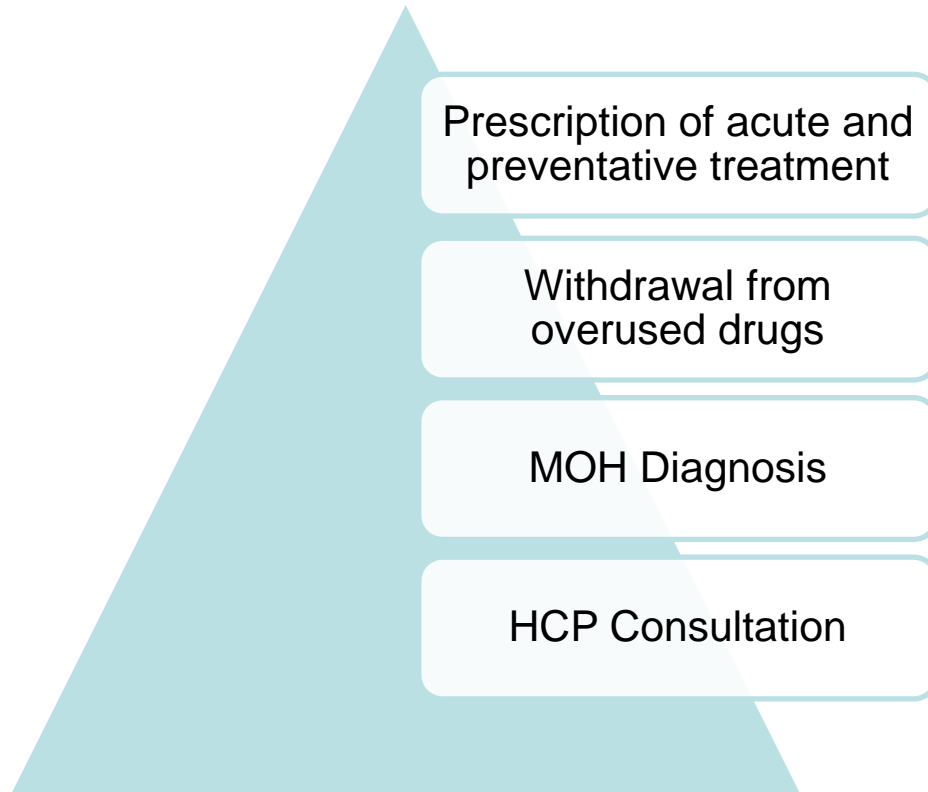 Prescription of acute and
preventative treatment
Withdrawal from
overused drugs
MOH Diagnosis
HCP Consultation